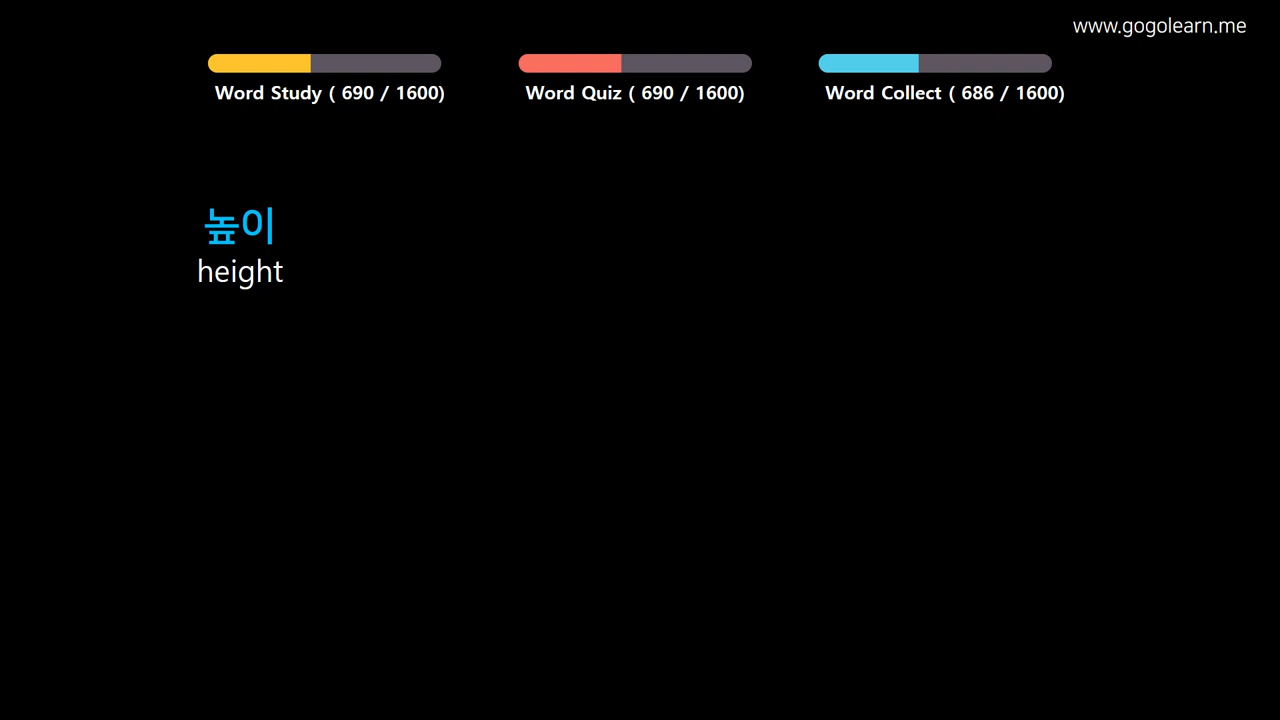 www.gogolearn.me
Word Study ( 690 / 1600)
Word Quiz ( 690 / 1600)
Word Collect ( 686 / 1600)
높이
height